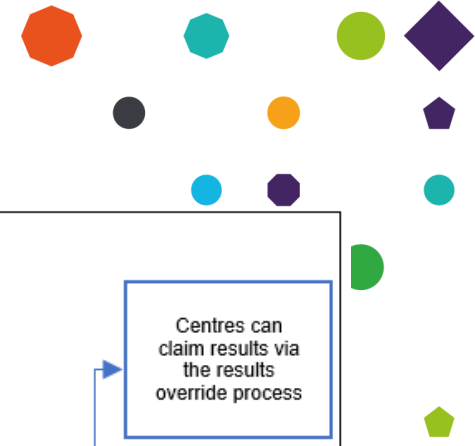 Centres can
claim results via
the results
override process